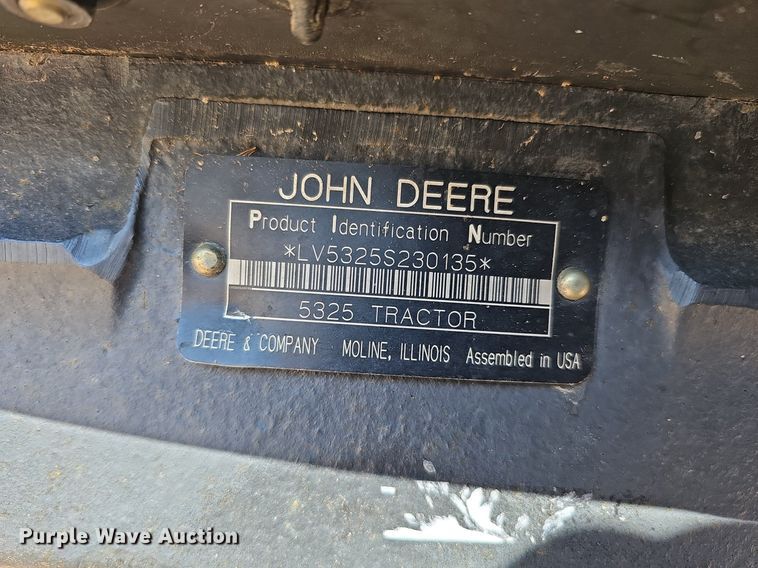 JOHN DEERE
Product Identification Number
*LV5325S230135*
5325 TRACTOR
DEERE & COMPANY MOLINE, ILLINOIS Assembled in USA
Purple Wave Auction